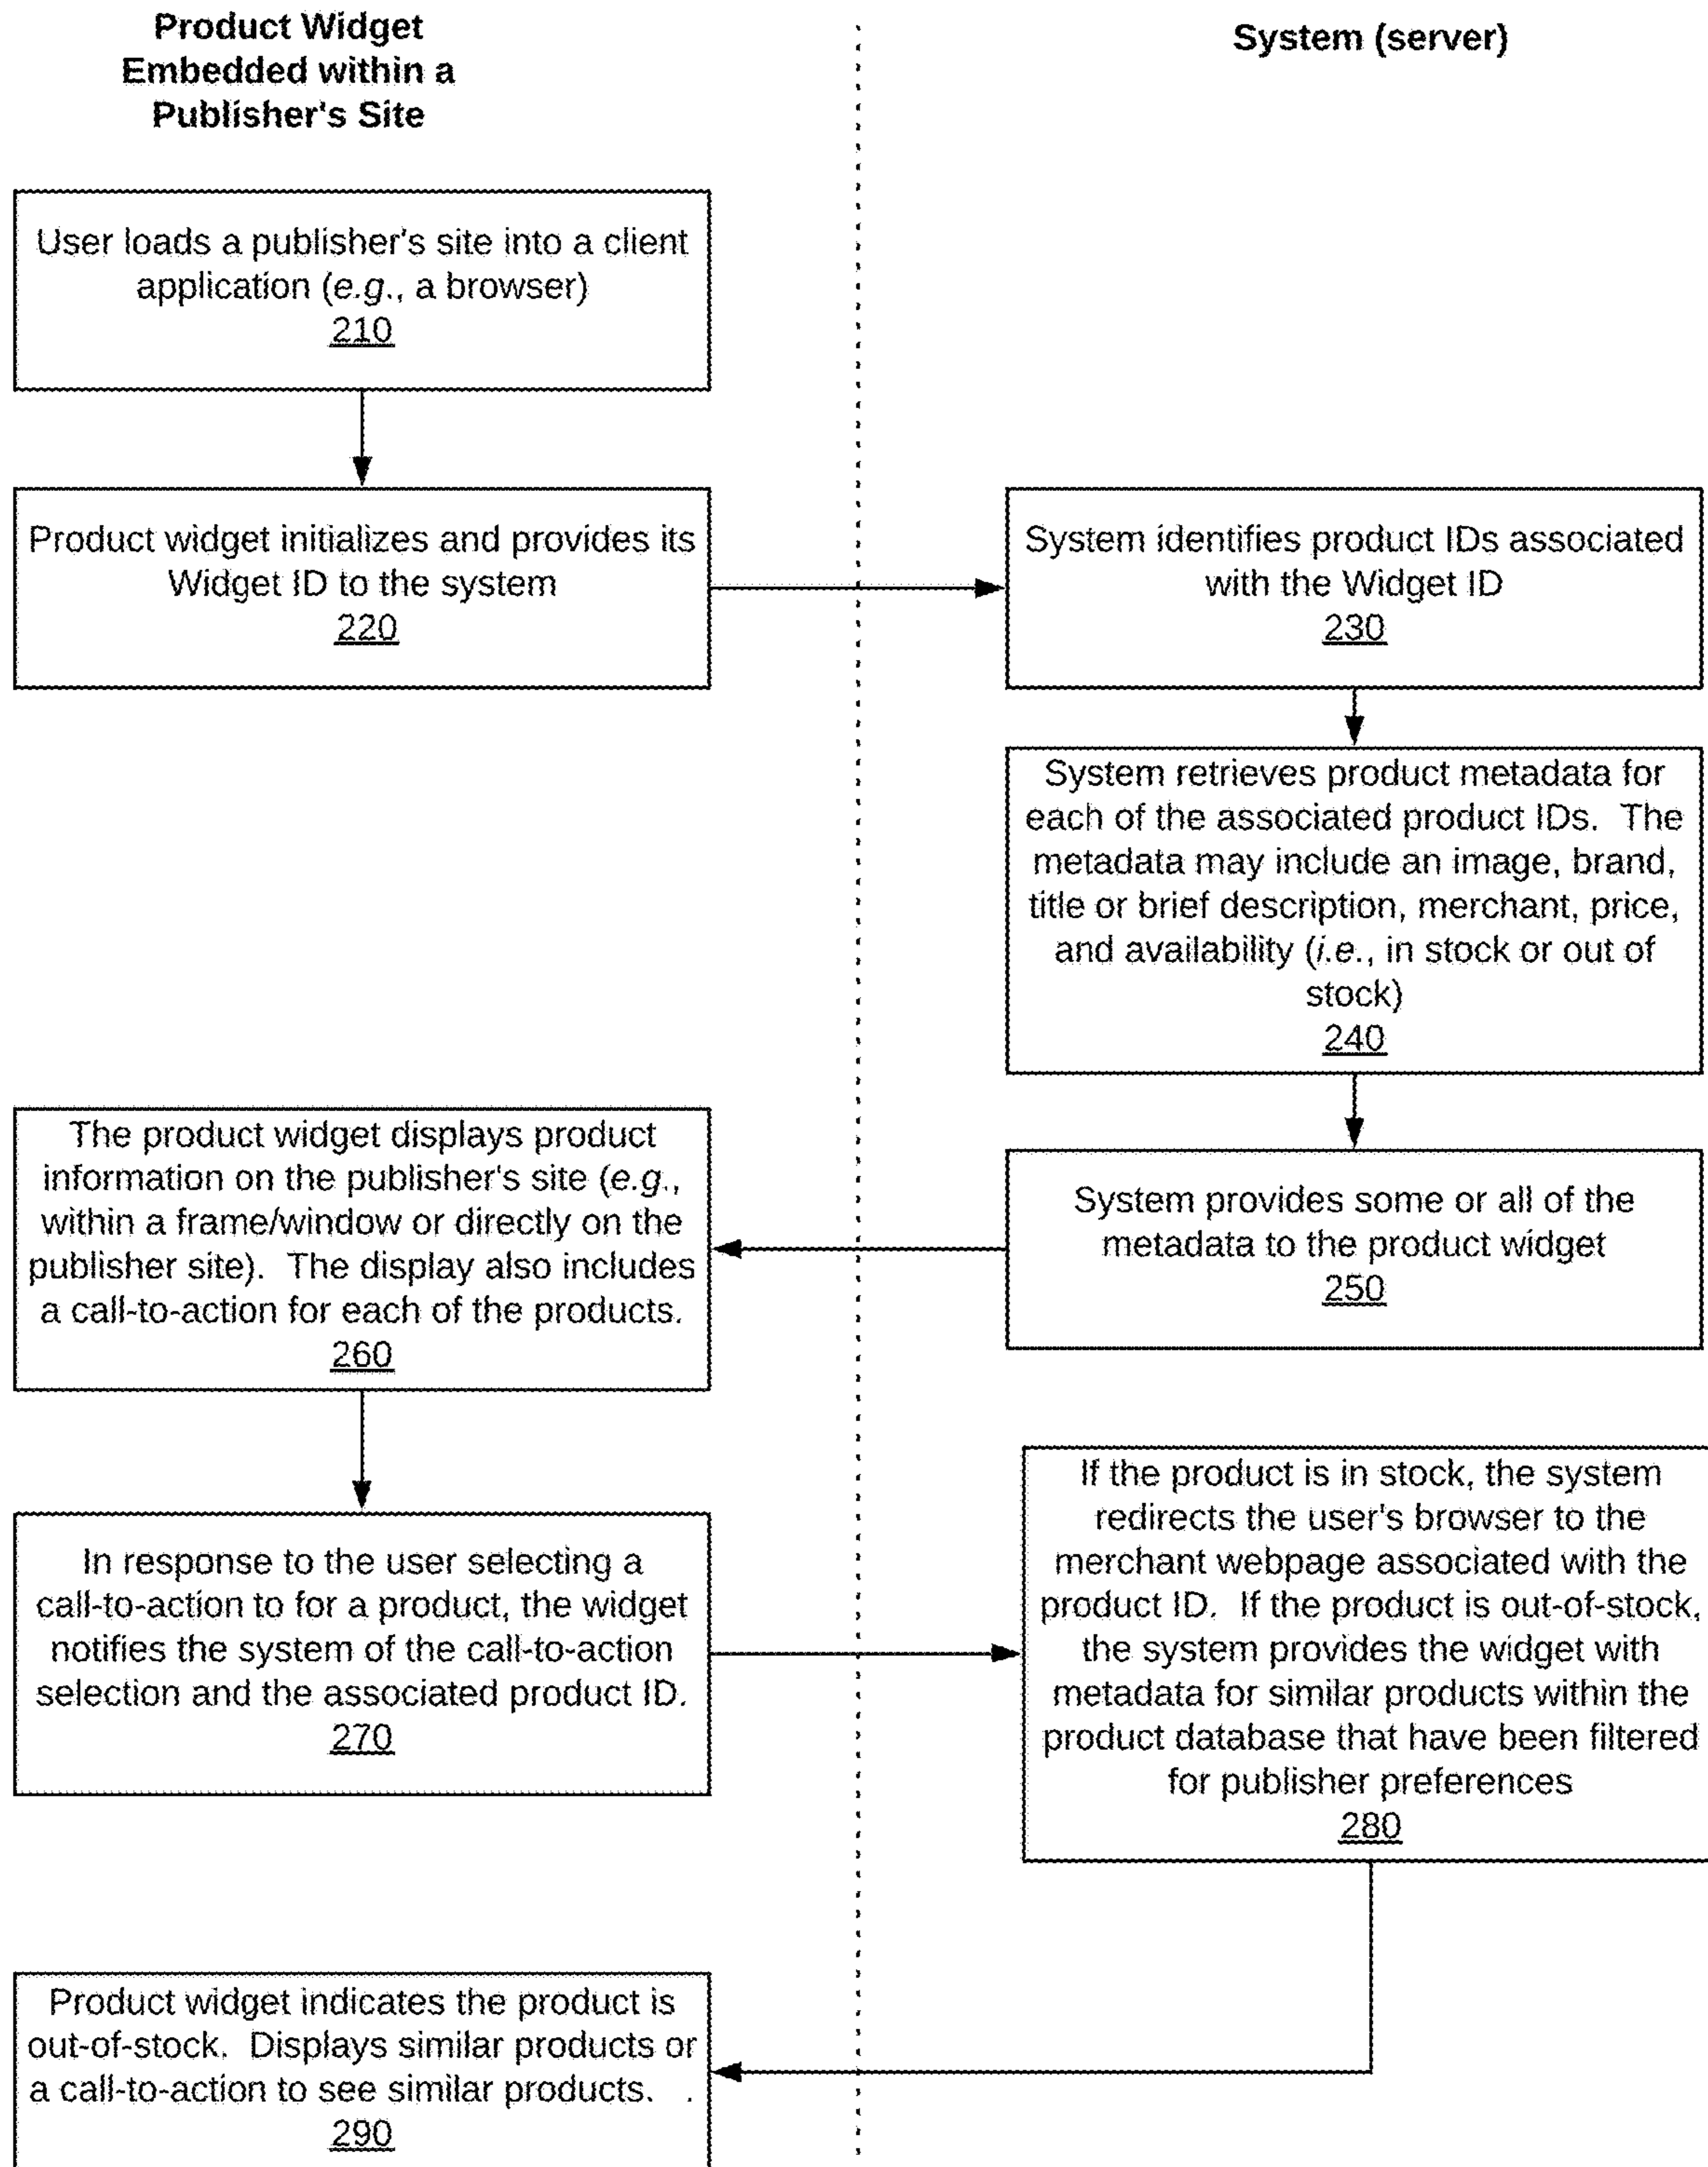 Product Widget
Embedded within a
Publisher's Site
System (server)
User loads a publisher's site into a client
application (e.g., a browser)
210
Product widget initializes and provides its
Widget ID to the system
220
System identifies product IDs associated
with the Widget ID
230
System retrieves product metadata for
each of the associated product IDs.  The
metadata may include an image, brand,
title or brief description, merchant, price,
and availability (i.e., in stock or out of
stock)
240
System provides some or all of the
metadata to the product widget
250
The product widget displays product
information on the publisher's site (e.g.,
within a frame/window or directly on the
publisher site).  The display also includes
a call-to-action for each of the products.
260
In response to the user selecting a
call-to-action to for a product, the widget
notifies the system of the call-to-action
selection and the associated product ID.
270
If the product is in stock, the system
redirects the user's browser to the
merchant webpage associated with the
product ID.  If the product is out-of-stock,
the system provides the widget with
metadata for similar products within the
product database that have been filtered
for publisher preferences
280
Product widget indicates the product is
out-of-stock.  Displays similar products or
a call-to-action to see similar products.   .
290